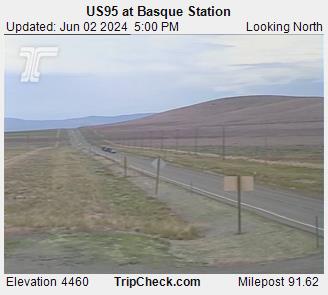 US95 at Basque Station
Updated: Jun 02 2024 5:00 PM Looking North
Elevation 4460 TripCheck.com Milepost 91.62